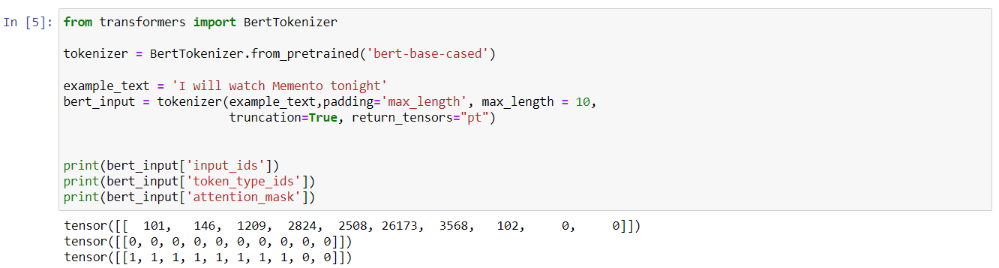 In [5]: from transformers import BertTokenizer
tokenizer = BertTokenizer.from_pretrained('bert-base-cased')
example_text = 'I will watch Memento tonight'
bert_input = tokenizer(example_text,padding='max_length', max_length = 10,
truncation=True, return_tensors="pt")
print(bert_input['input_ids'])
print(bert_input['token_type_ids'])
print(bert_input['attention_mask'])
tensor([[ 101, 146, 1209, 2824, 2508, 26173, 3568, 102, 0, 0]])
tensor([[0, 0, 0, 0, 0, 0, 0, 0, 0, 0]])
tensor([[1, 1, 1, 1, 1, 1, 1, 1, 0, 0]])